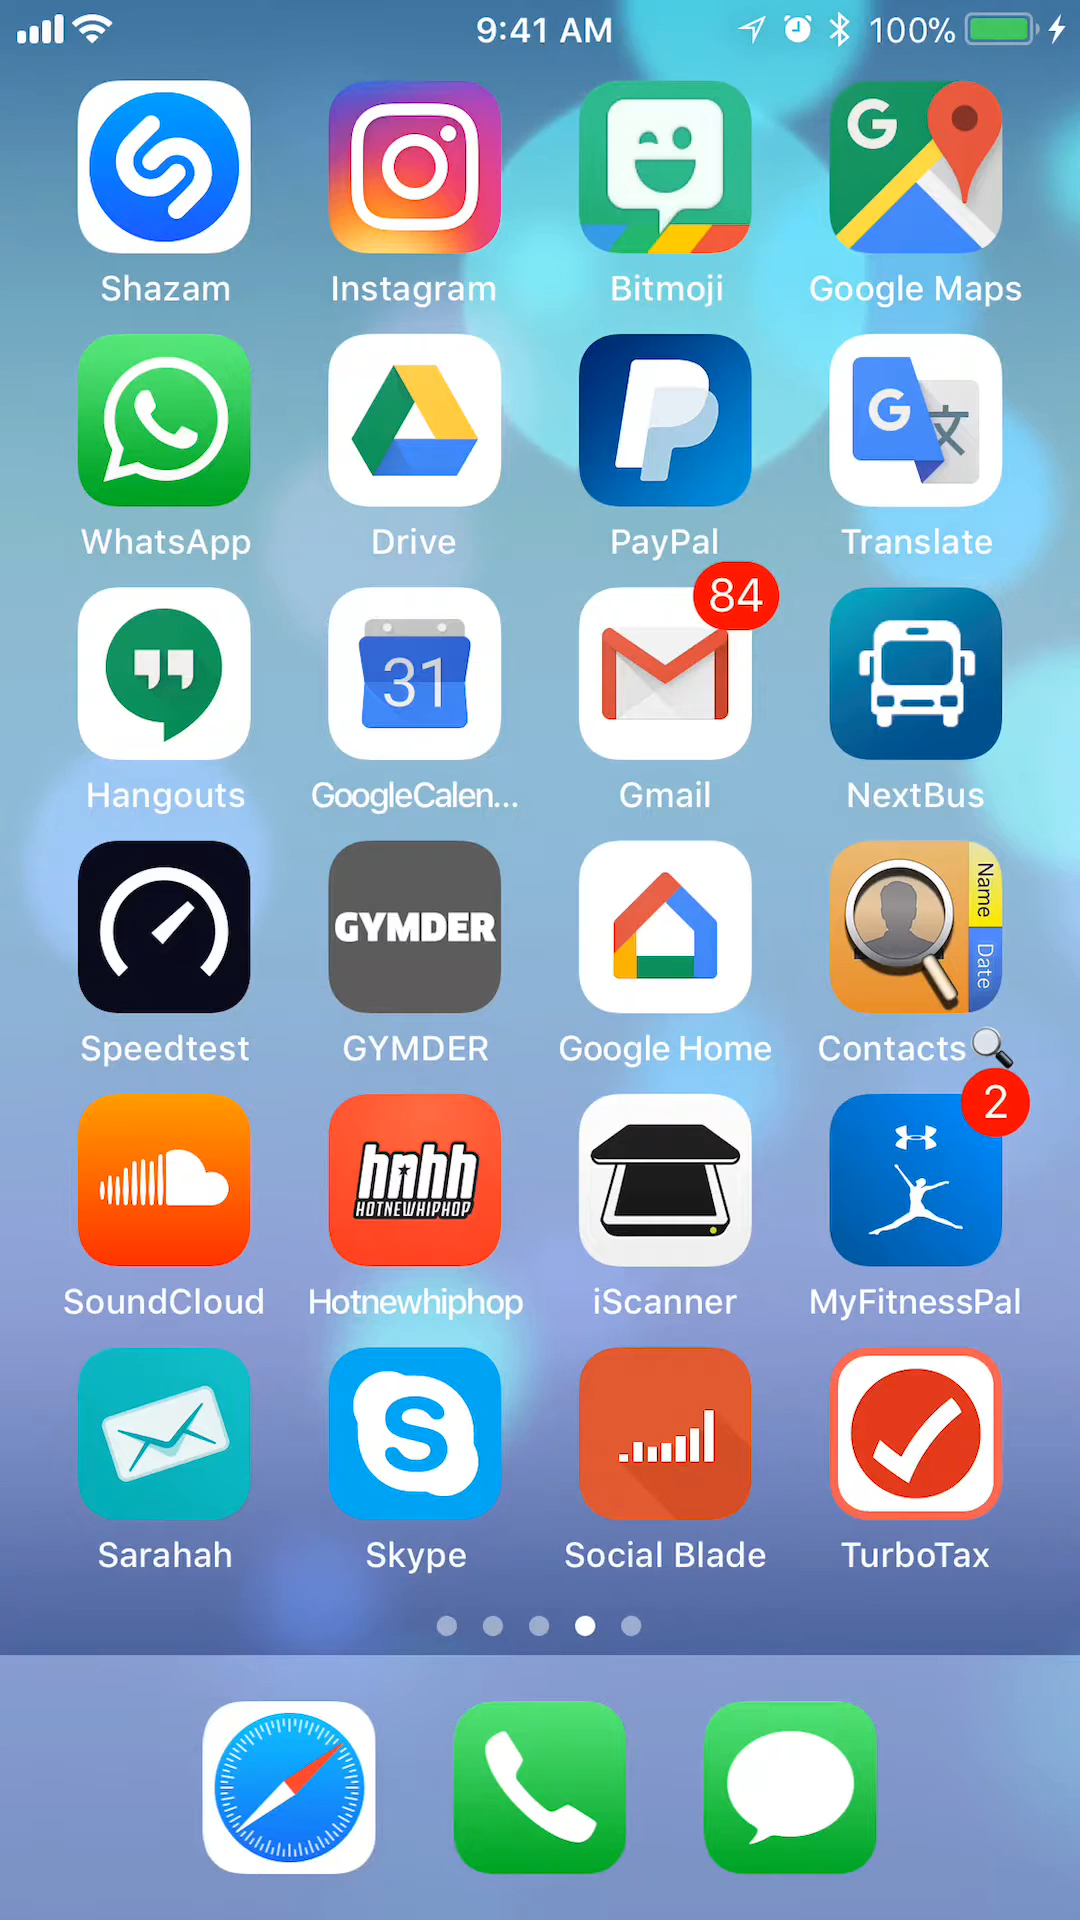 9:41 AM 100%
Shazam Instagram Bitmoji Google Maps
WhatsApp Drive PayPal Translate
31 84
Hangouts GoogleCalen... Gmail NextBus
GYMDER Name Date
Speedtest GYMDER Google Home Contacts🔍
hnhh
HOTNEWHIPHOP 2
SoundCloud Hotnewhiphop iScanner MyFitnessPal
Sarahah Skype Social Blade TurboTax